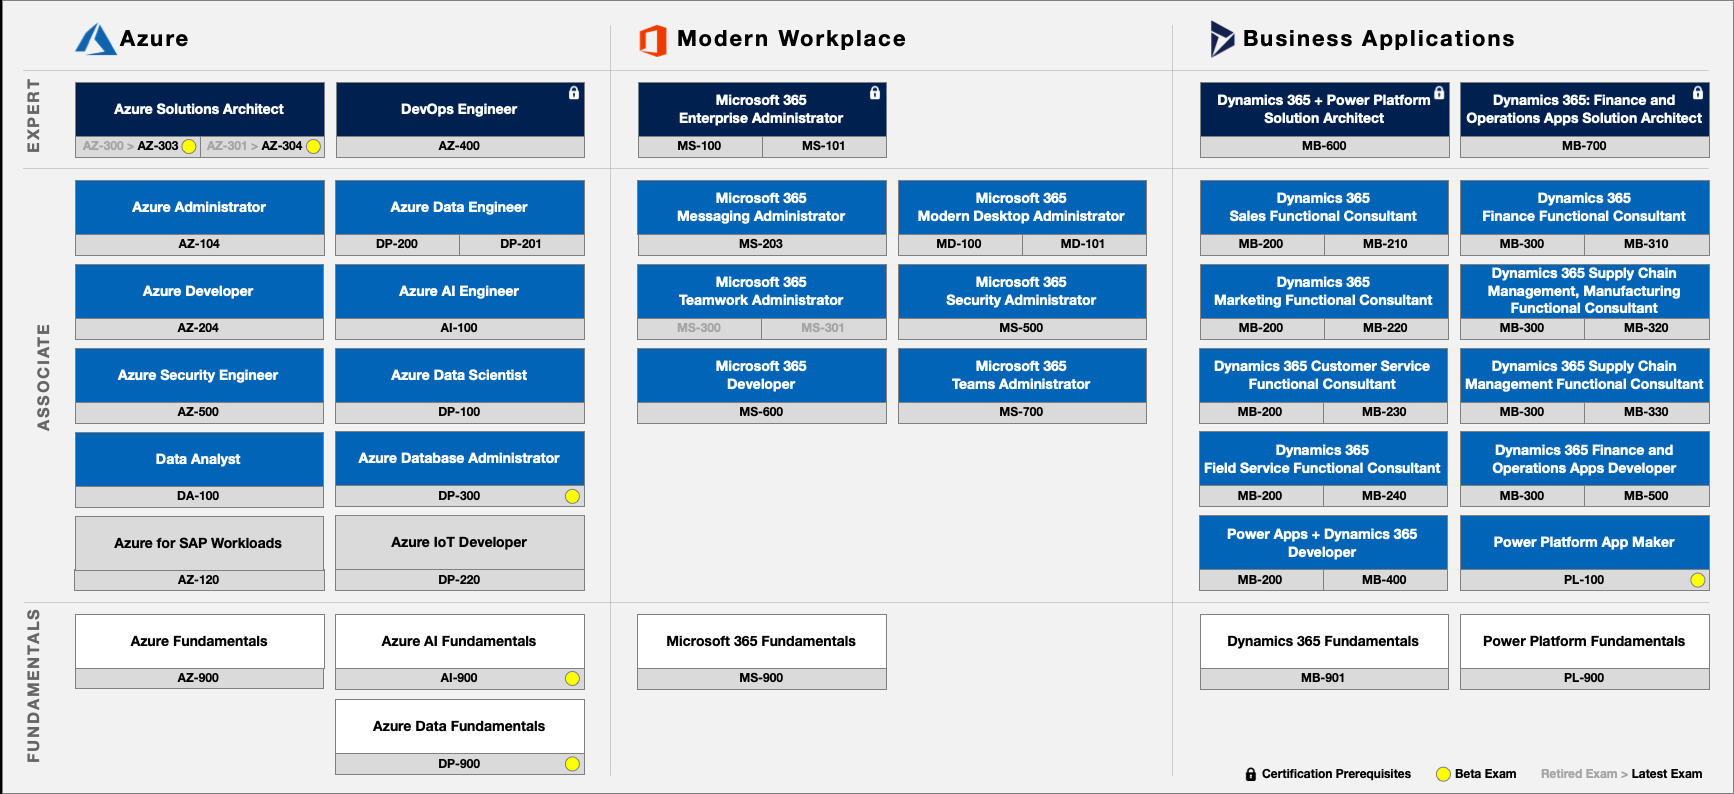 Azure
Modern Workplace
Business Applications
EXPERT
Azure Solutions Architect
AZ-300 > AZ-303
AZ-301 > AZ-304
DevOps Engineer
AZ-400
Microsoft 365
Enterprise Administrator
MS-100
MS-101
Dynamics 365 + Power Platform
Solution Architect
MB-600
Dynamics 365: Finance and
Operations Apps Solution Architect
MB-700
ASSOCIATE
Azure Administrator
AZ-104
Azure Data Engineer
DP-200
DP-201
Azure Developer
AZ-204
Azure AI Engineer
AI-100
Azure Security Engineer
AZ-500
Azure Data Scientist
DP-100
Data Analyst
DA-100
Azure Database Administrator
DP-300
Azure for SAP Workloads
AZ-120
Azure IoT Developer
DP-220
Microsoft 365
Messaging Administrator
MS-203
Microsoft 365
Modern Desktop Administrator
MD-100
MD-101
Microsoft 365
Teamwork Administrator
MS-300
MS-301
Microsoft 365
Security Administrator
MS-500
Microsoft 365
Developer
MS-600
Microsoft 365
Teams Administrator
MS-700
Dynamics 365
Sales Functional Consultant
MB-200
MB-210
Dynamics 365
Finance Functional Consultant
MB-300
MB-310
Dynamics 365
Marketing Functional Consultant
MB-200
MB-220
Dynamics 365 Supply Chain
Management, Manufacturing
Functional Consultant
MB-300
MB-320
Dynamics 365 Customer Service
Functional Consultant
MB-200
MB-230
Dynamics 365 Supply Chain
Management Functional Consultant
MB-300
MB-330
Dynamics 365
Field Service Functional Consultant
MB-200
MB-240
Dynamics 365 Finance and
Operations Apps Developer
MB-300
MB-500
Power Apps + Dynamics 365
Developer
MB-200
MB-400
Power Platform App Maker
PL-100
FUNDAMENTALS
Azure Fundamentals
AZ-900
Azure AI Fundamentals
AI-900
Azure Data Fundamentals
DP-900
Microsoft 365 Fundamentals
MS-900
Dynamics 365 Fundamentals
MB-901
Power Platform Fundamentals
PL-900
Certification Prerequisites
Beta Exam
Retired Exam > Latest Exam